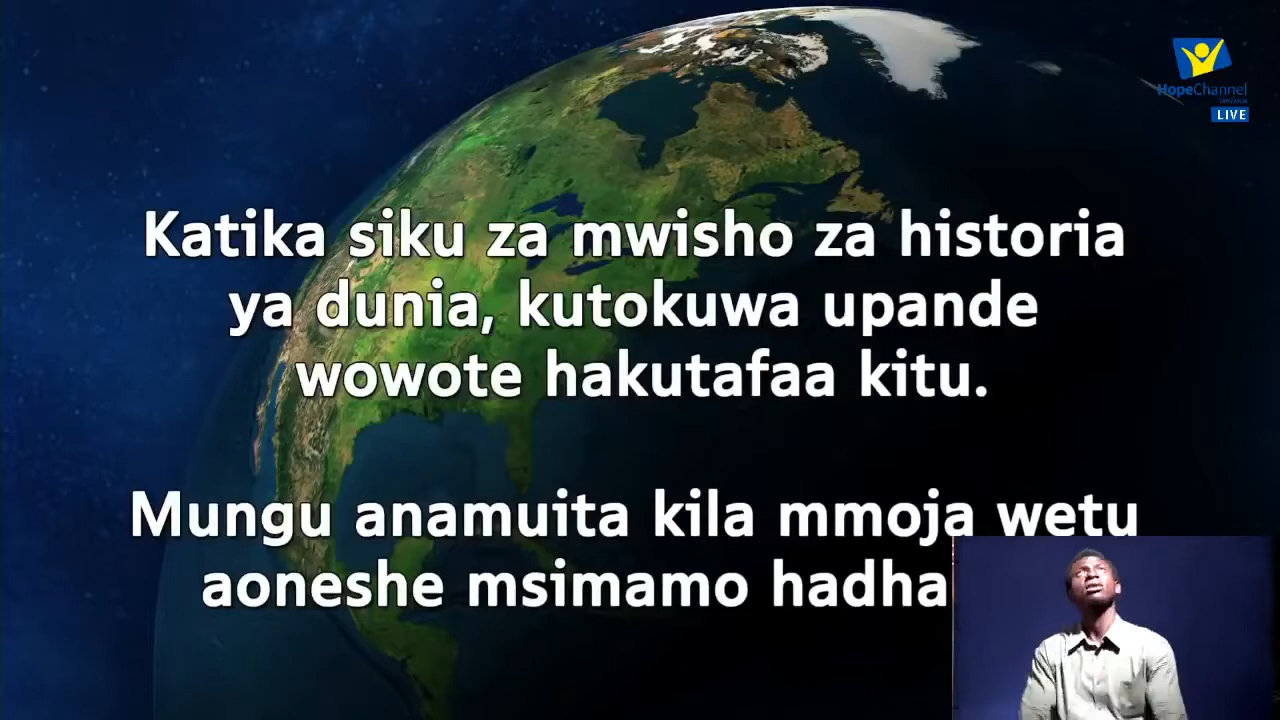 HopeChannel
TANZANIA
LIVE
Katika siku za mwisho za historia
ya dunia, kutokuwa upande
wowote hakutafaa kitu.
Mungu anamuita kila mmoja wetu
aoneshe msimamo hadha